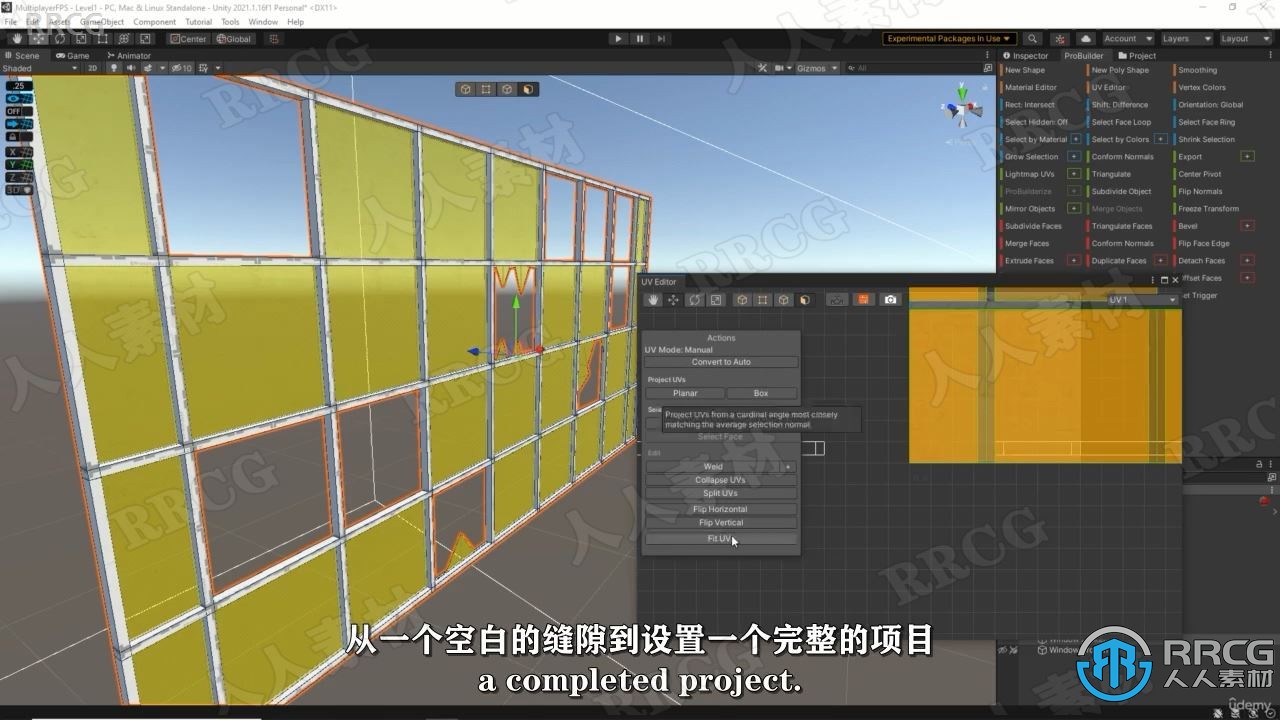 MultiplayerFPS - Level1 - PC, Mac & Linux Standalone - Unity 2021.1.16f1 Personal* <DX11>
File Edit Assets GameObject Component Tutorial Tools Window Help
Center Global
Experimental Packages In Use Account Layers Layout
Scene Game Animator
Inspector ProBuilder Project
Shaded 2D 10 Gizmos All
New Shape New Poly Shape Smoothing
Material Editor UV Editor Vertex Colors
Rect: Intersect Shift: Difference Orientation: Global
Select Hidden: Off Select Face Loop Select Face Ring
Select by Material + Select by Colors + Shrink Selection
Grow Selection + Conform Normals Export +
Lightmap UVs + Triangulate Center Pivot
ProBuilderize + Subdivide Object Flip Normals
Mirror Objects + Merge Objects Freeze Transform
Subdivide Faces Triangulate Faces Bevel +
Merge Faces Conform Normals Flip Face Edge
Extrude Faces + Duplicate Faces + Detach Faces +
ffset Faces +
et Trigger
.25
OFF
X
Y
Z
3D
UV Editor
UV 1
Actions
UV Mode: Manual
Convert to Auto
Project UVs
Planar Box
Project UVs from a cardinal angle most closely
matching the average selection normal.
Select Face
Edit
Weld +
Collapse UVs
Split UVs
Flip Horizontal
Flip Vertical
Fit UV
从一个空白的缝隙到设置一个完整的项目
a completed project.
RRCG
人人素材
udemy